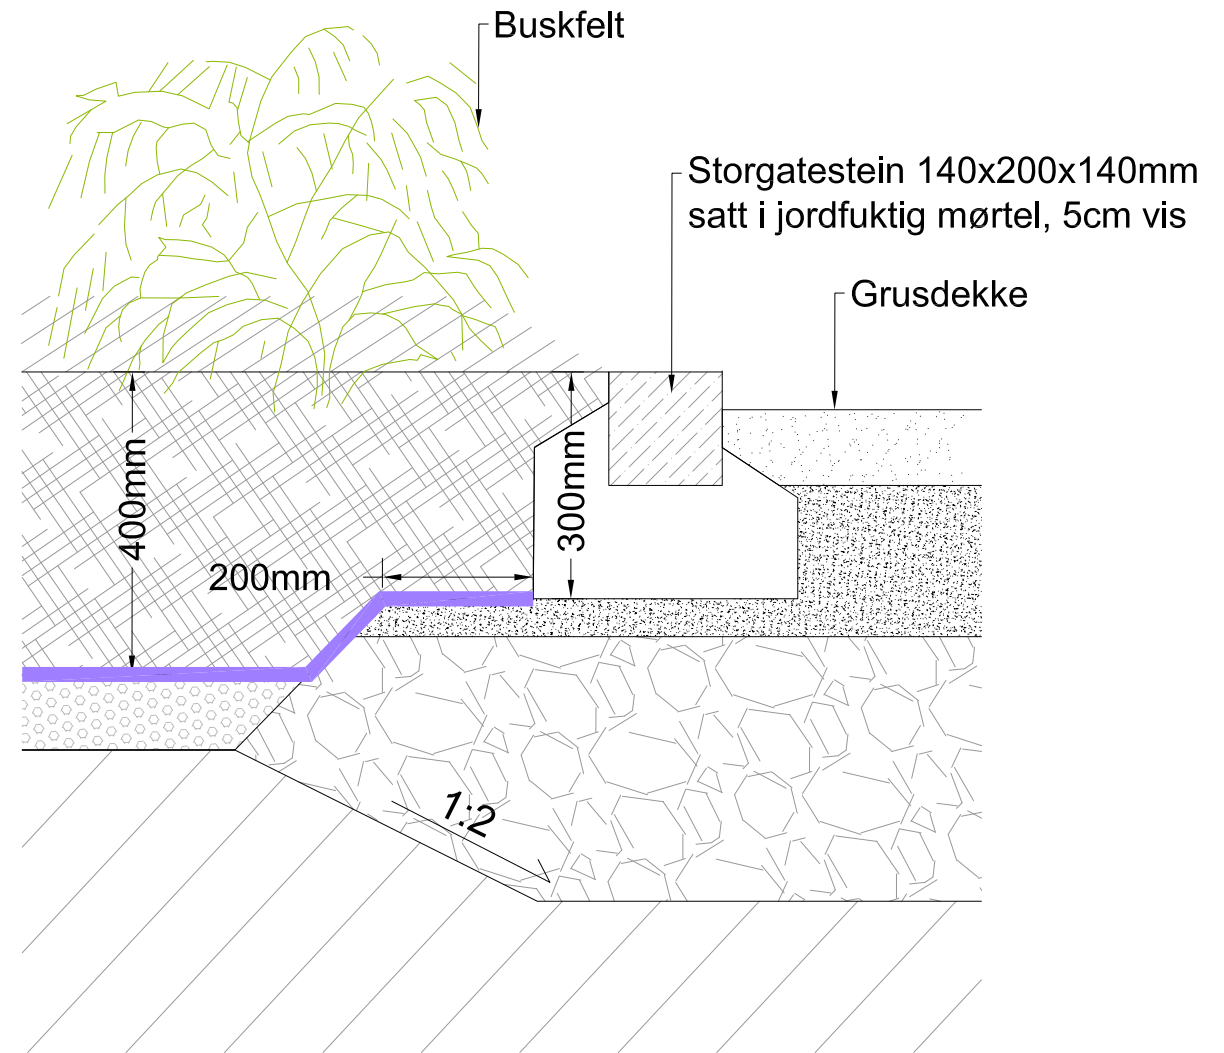 Buskfelt
Storgatestein 140x200x140mm
satt i jordfuktig mørtel, 5cm vis
Grusdekke
400mm
300mm
200mm
1:2